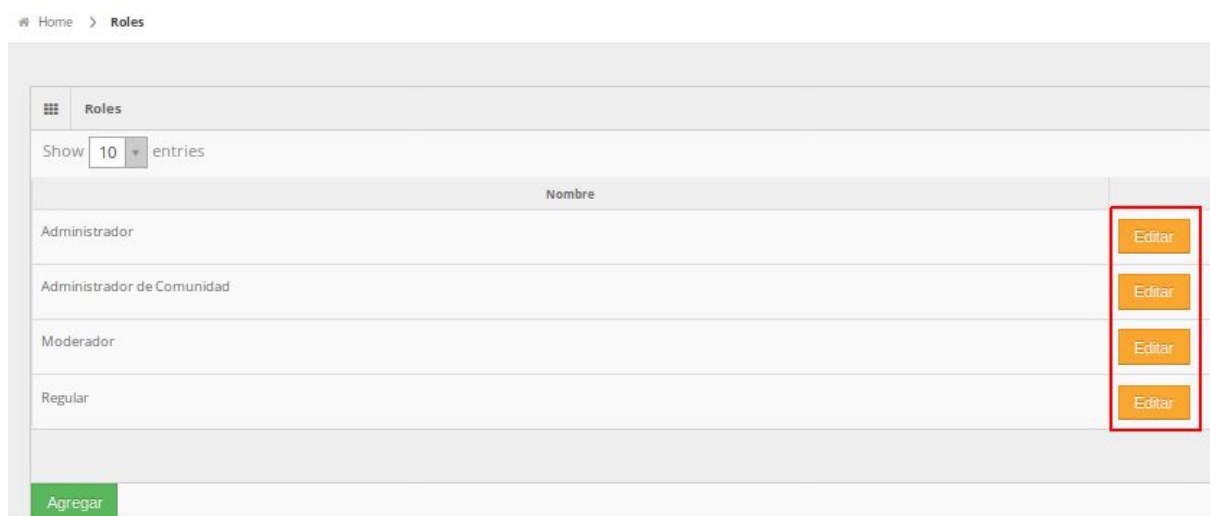 Home > Roles
Roles
Show 10 entries
Nombre
Administrador Editar
Administrador de Comunidad Editar
Moderador Editar
Regular Editar
Agregar